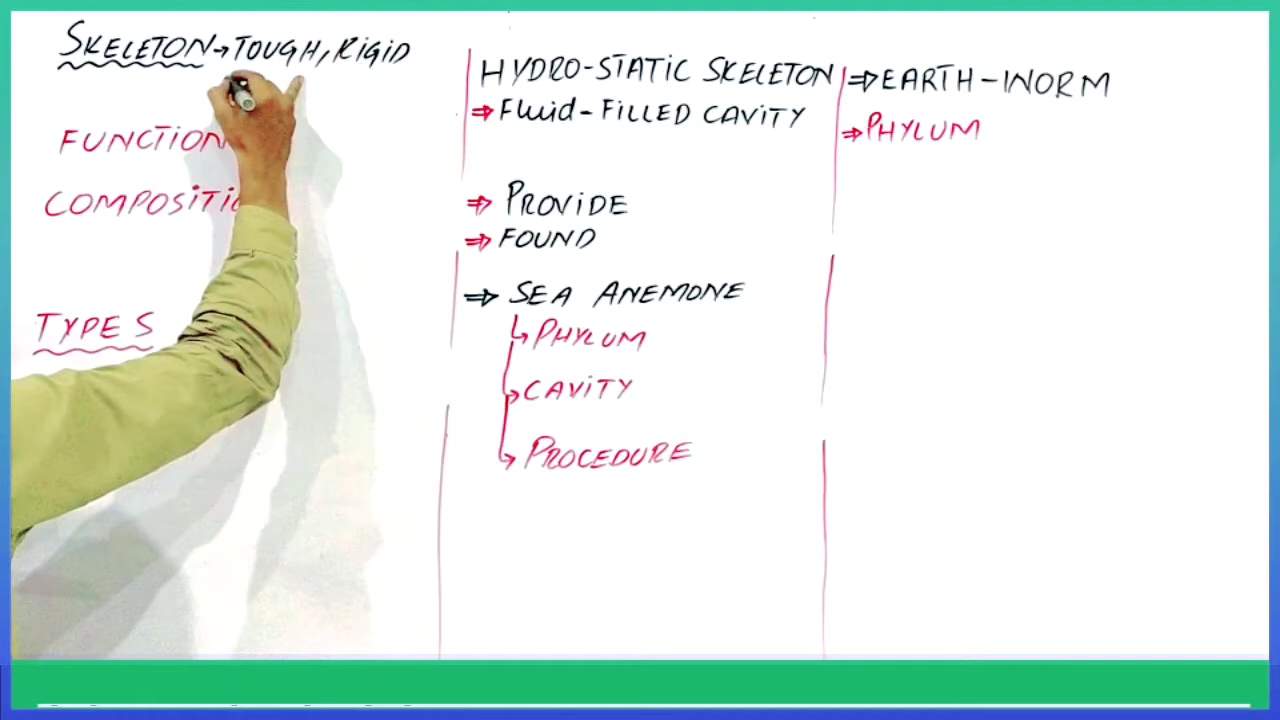 SKELETON → TOUGH, RIGID
FUNCTION
COMPOSITIO
TYPES
HYDRO-STATIC SKELETON
⇒ FLUID-FILLED CAVITY
⇒ PROVIDE
⇒ FOUND
⇒ SEA ANEMONE
↳ PHYLUM
↳ CAVITY
↳ PROCEDURE
⇒ EARTH-WORM
⇒ PHYLUM